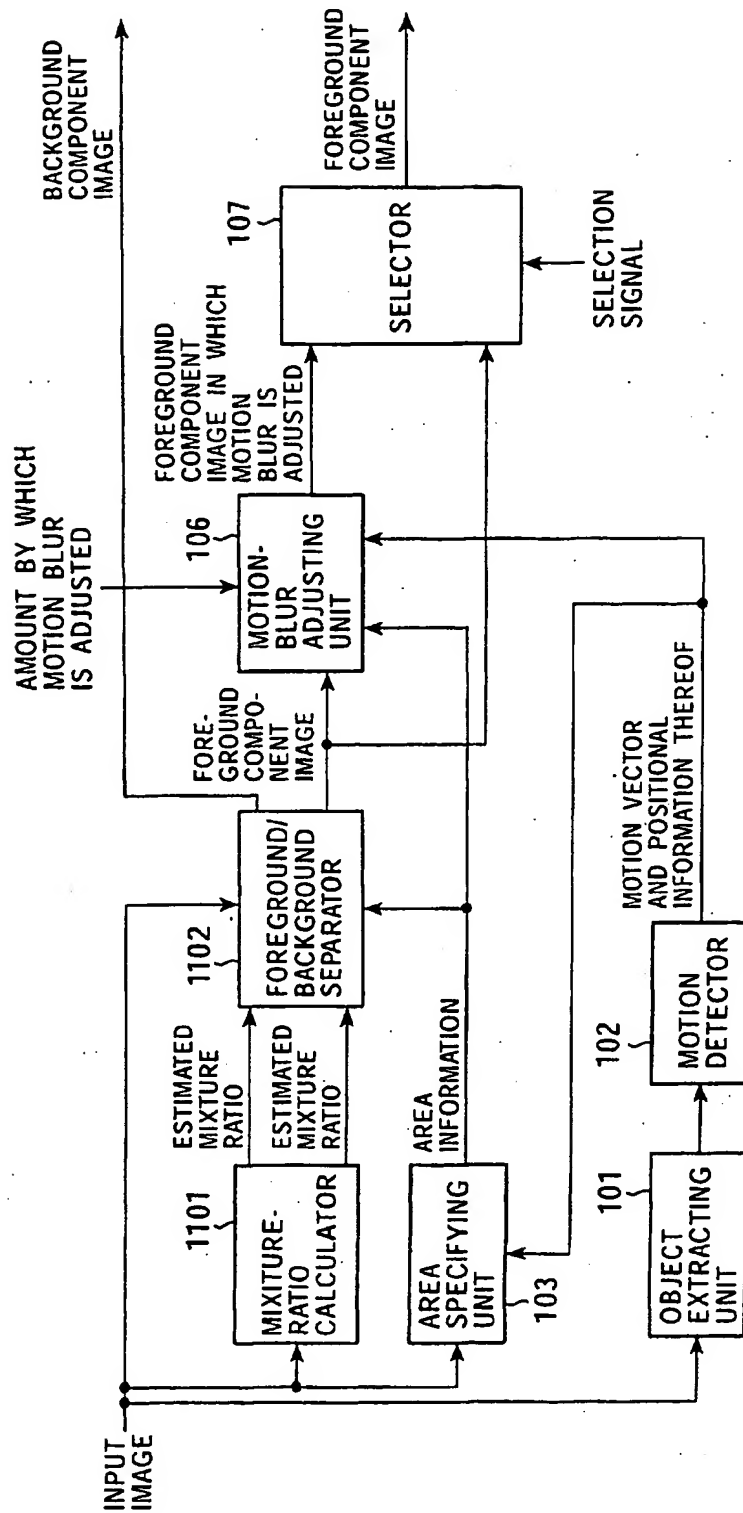 INPUT
IMAGE
MIXITURE-
RATIO
CALCULATOR
1101
ESTIMATED
MIXTURE
RATIO
ESTIMATED
MIXTURE
RATIO
1102
FOREGROUND/
BACKGROUND
SEPARATOR
FORE-
GROUND
COMPO-
NENT
IMAGE
AMOUNT BY WHICH
MOTION BLUR
IS ADJUSTED
106
MOTION-
BLUR
ADJUSTING
UNIT
FOREGROUND
COMPONENT
IMAGE IN WHICH
MOTION
BLUR IS
ADJUSTED
107
SELECTOR
SELECTION
SIGNAL
BACKGROUND
COMPONENT
IMAGE
FOREGROUND
COMPONENT
IMAGE
AREA
SPECIFYING
UNIT
103
AREA
INFORMATION
101
OBJECT
EXTRACTING
UNIT
102
MOTION
DETECTOR
MOTION VECTOR
AND POSITIONAL
INFORMATION THEREOF